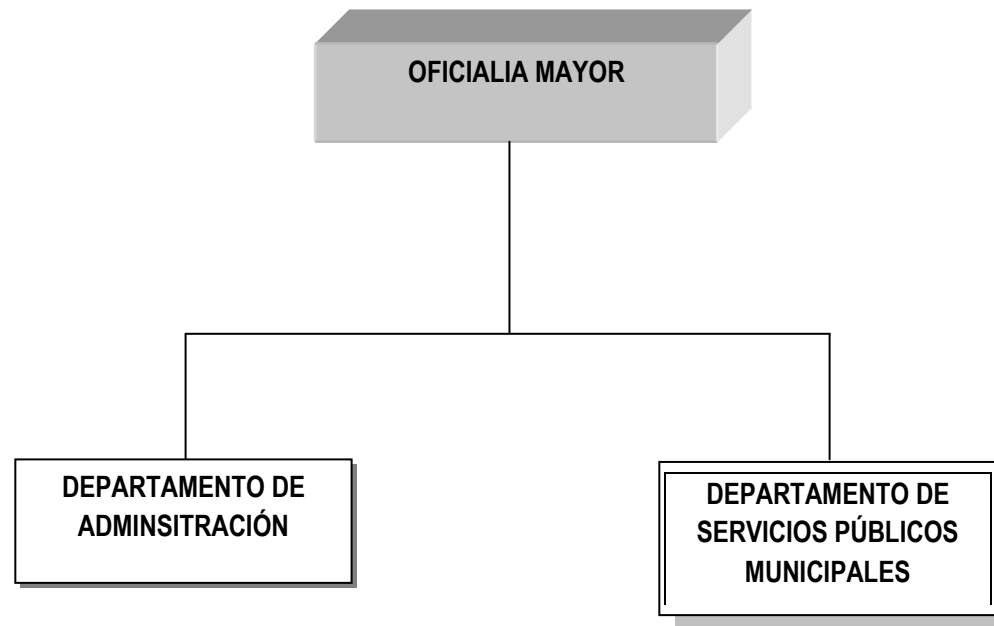 OFICIALIA MAYOR
DEPARTAMENTO DE
ADMINSITRACIÓN
DEPARTAMENTO DE
SERVICIOS PÚBLICOS
MUNICIPALES